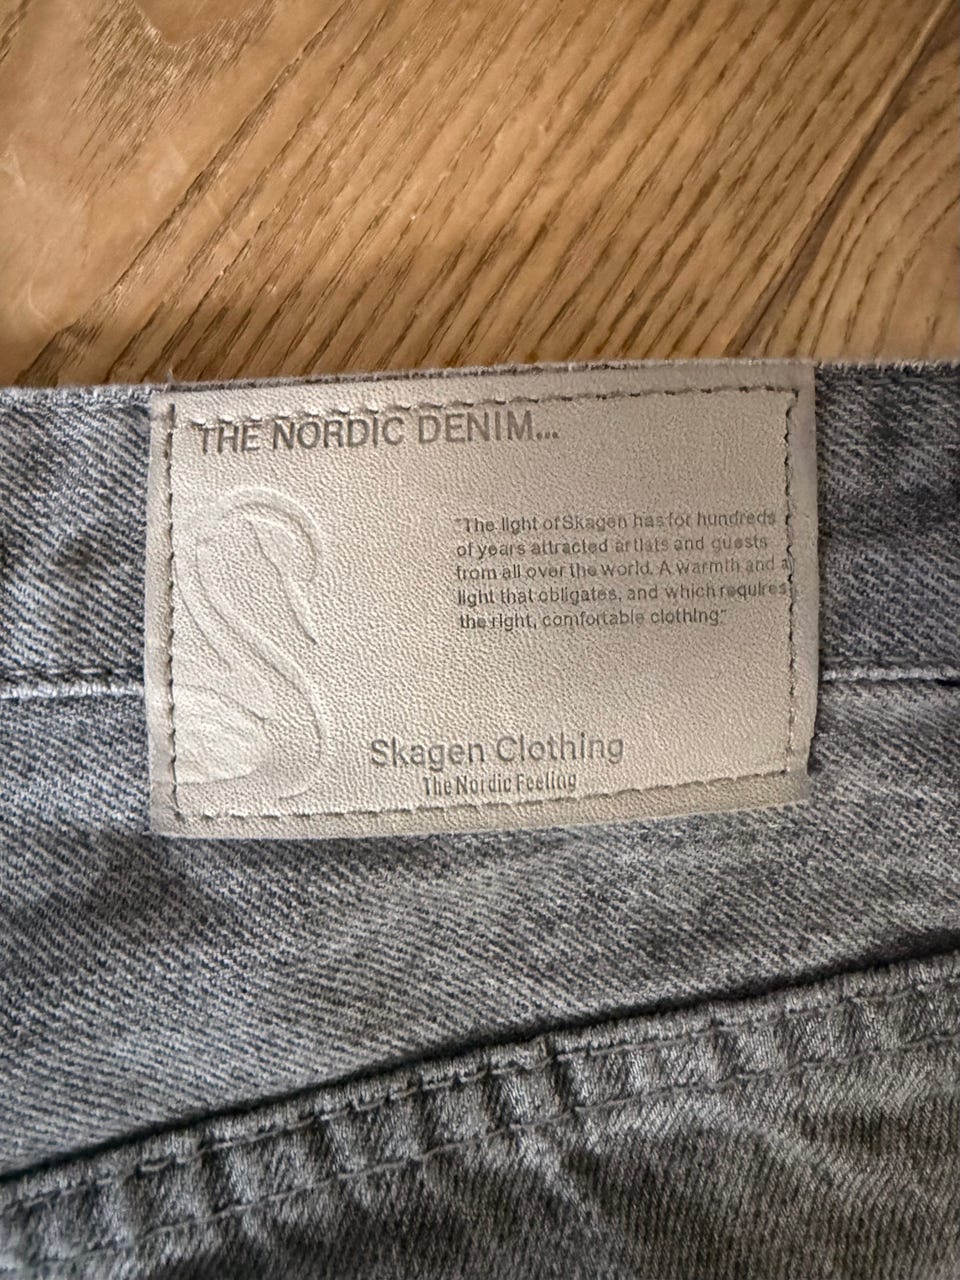 THE NORDIC DENIM...
"The light of Skagen has for hundreds
of years attracted artists and guests
from all over the world. A warmth and a
light that obligates, and which requires
the right, comfortable clothing."
Skagen Clothing
The Nordic Feeling